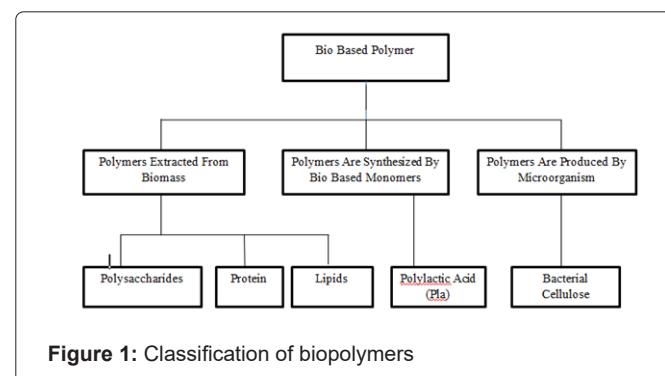 Bio Based Polymer
Polymers Extracted From
Biomass
Polymers Are Synthesized By
Bio Based Monomers
Polymers Are Produced By
Microorganism
Polysaccharides
Protein
Lipids
Polylactic Acid
(Pla)
Bacterial
Cellulose
Figure 1: Classification of biopolymers